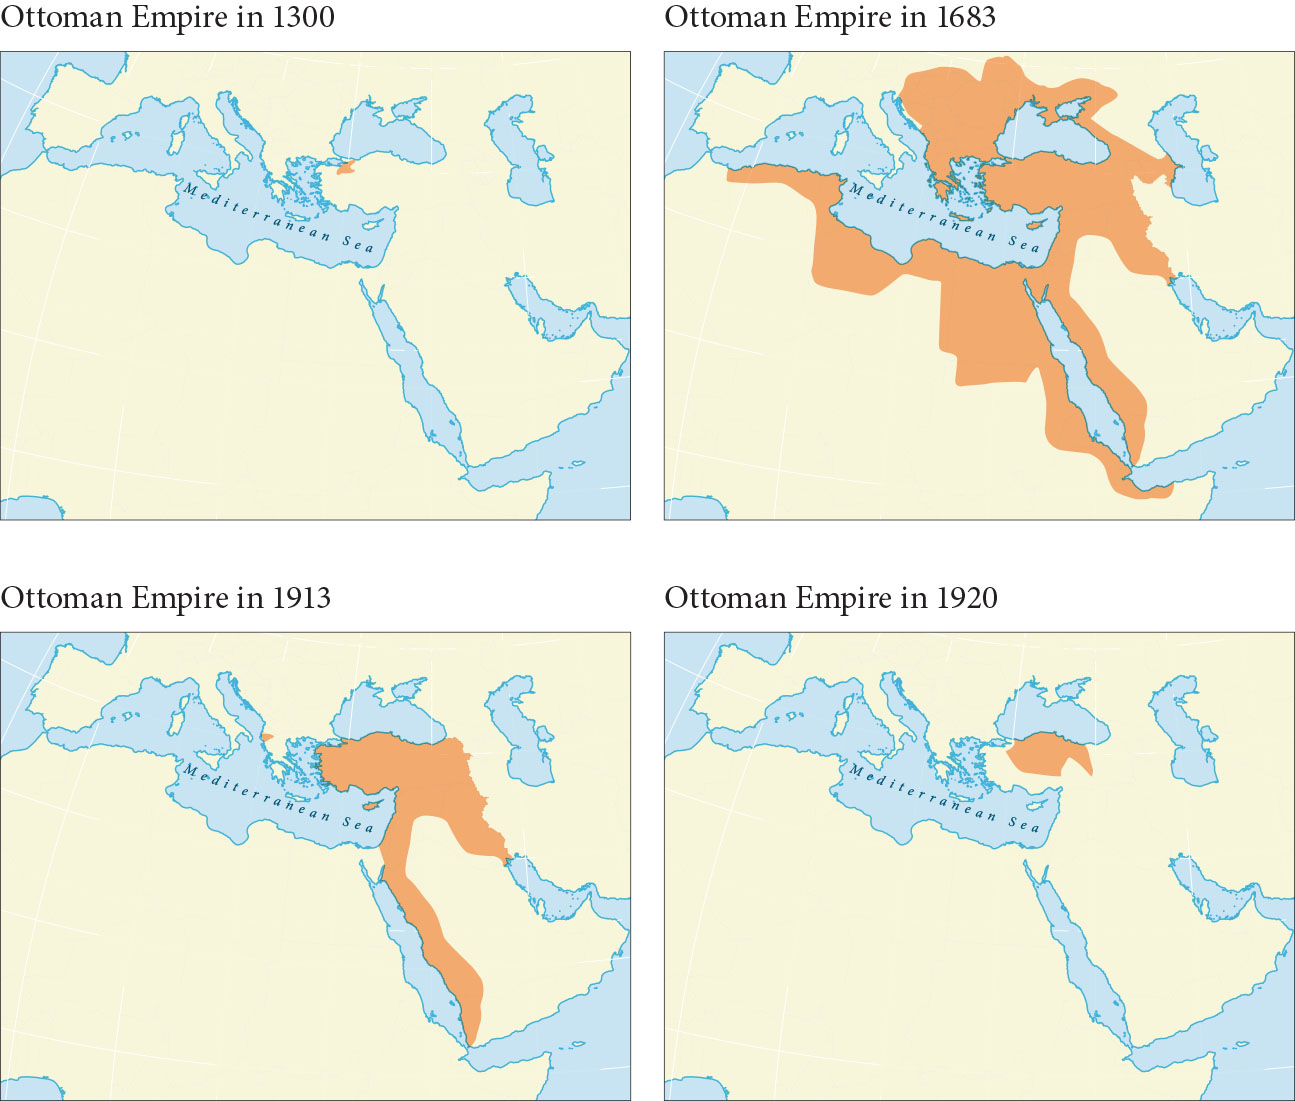 Ottoman Empire in 1300
Ottoman Empire in 1683
Mediterranean Sea
Mediterranean Sea
Ottoman Empire in 1913
Ottoman Empire in 1920
Mediterranean Sea
Mediterranean Sea